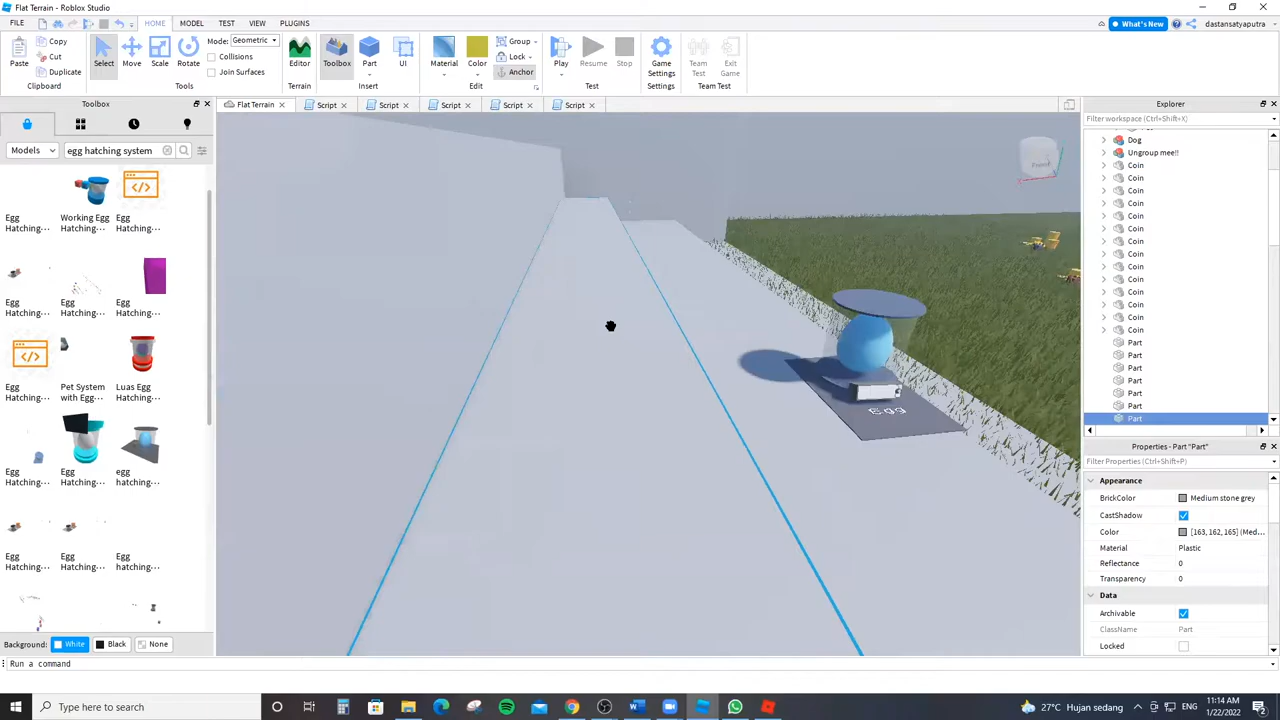 Flat Terrain - Roblox Studio
FILE HOME MODEL TEST VIEW PLUGINS
What's New dastansatyaputra
Paste Copy Cut Duplicate Clipboard
Select Move Scale Rotate Mode: Geometric Collisions Join Surfaces Tools
Editor Terrain
Toolbox Part UI Insert
Material Color Group Lock Anchor Edit
Play Resume Stop Test
Game Settings Settings
Team Test Exit Game Team Test
Toolbox
Models egg hatching system
Egg Hatching... Working Egg Hatching... Egg Hatching...
Egg Hatching... Egg Hatching... Egg Hatching...
Egg Hatching... Pet System with Egg... Luas Egg Hatching...
Egg Hatching... Egg Hatching... egg hatching...
Egg Hatching... Egg Hatching... Egg hatching...
Background: White Black None
Flat Terrain Script Script Script Script Script
Egg
Explorer
Filter workspace (Ctrl+Shift+X)
Dog
Ungroup mee!!
Coin
Coin
Coin
Coin
Coin
Coin
Coin
Coin
Coin
Coin
Coin
Coin
Coin
Coin
Part
Part
Part
Part
Part
Part
Part
Properties - Part "Part"
Filter Properties (Ctrl+Shift+P)
Appearance
BrickColor Medium stone grey
CastShadow
Color [163, 162, 165] (Med...
Material Plastic
Reflectance 0
Transparency 0
Data
Archivable
ClassName Part
Locked
Run a command
Type here to search
27°C Hujan sedang ENG 11:14 AM
1/22/2022